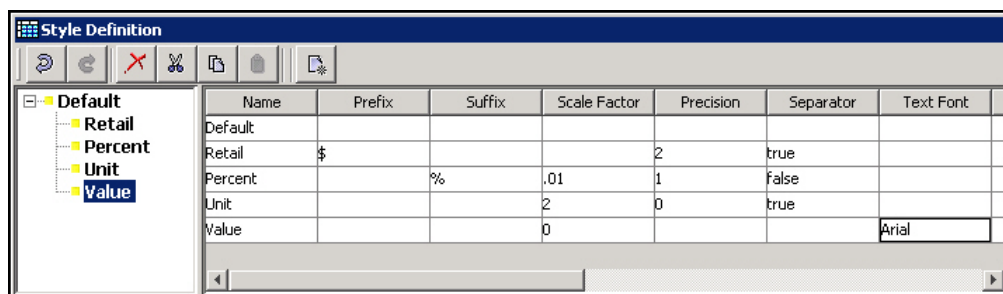 Style Definition
Default
Retail
Percent
Unit
Value
Name Prefix Suffix Scale Factor Precision Separator Text Font
Default
Retail $ 2 true
Percent % .01 1 false
Unit 2 0 true
Value 0 Arial